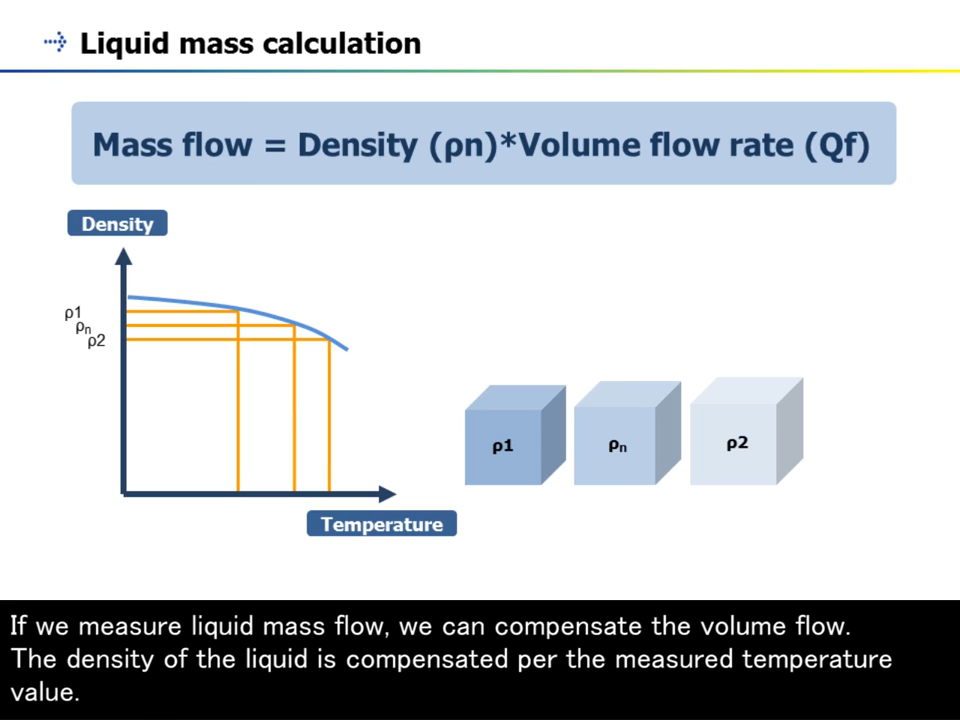 Liquid mass calculation
Mass flow = Density (ρn)*Volume flow rate (Qf)
Density
ρ1
ρn
ρ2
Temperature
ρ1
ρn
ρ2
If we measure liquid mass flow, we can compensate the volume flow.
The density of the liquid is compensated per the measured temperature
value.